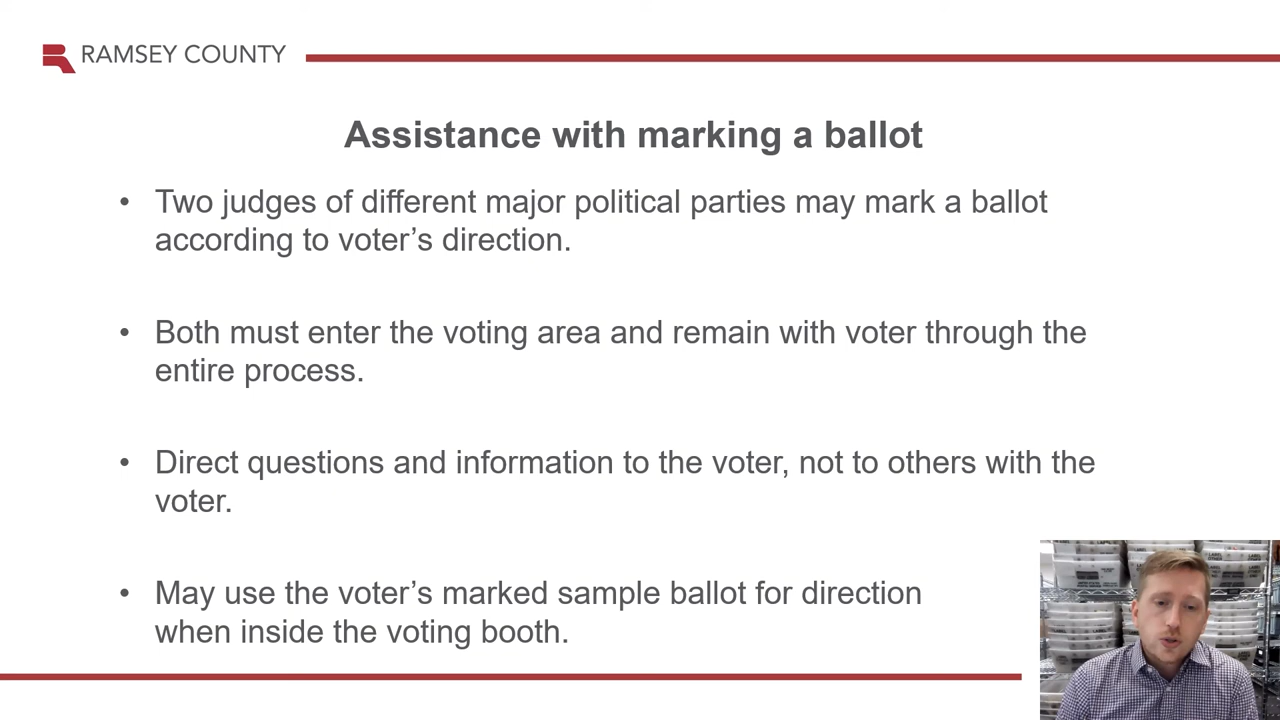 RAMSEY COUNTY
Assistance with marking a ballot
• Two judges of different major political parties may mark a ballot
according to voter’s direction.
• Both must enter the voting area and remain with voter through the
entire process.
• Direct questions and information to the voter, not to others with the
voter.
• May use the voter’s marked sample ballot for direction
when inside the voting booth.